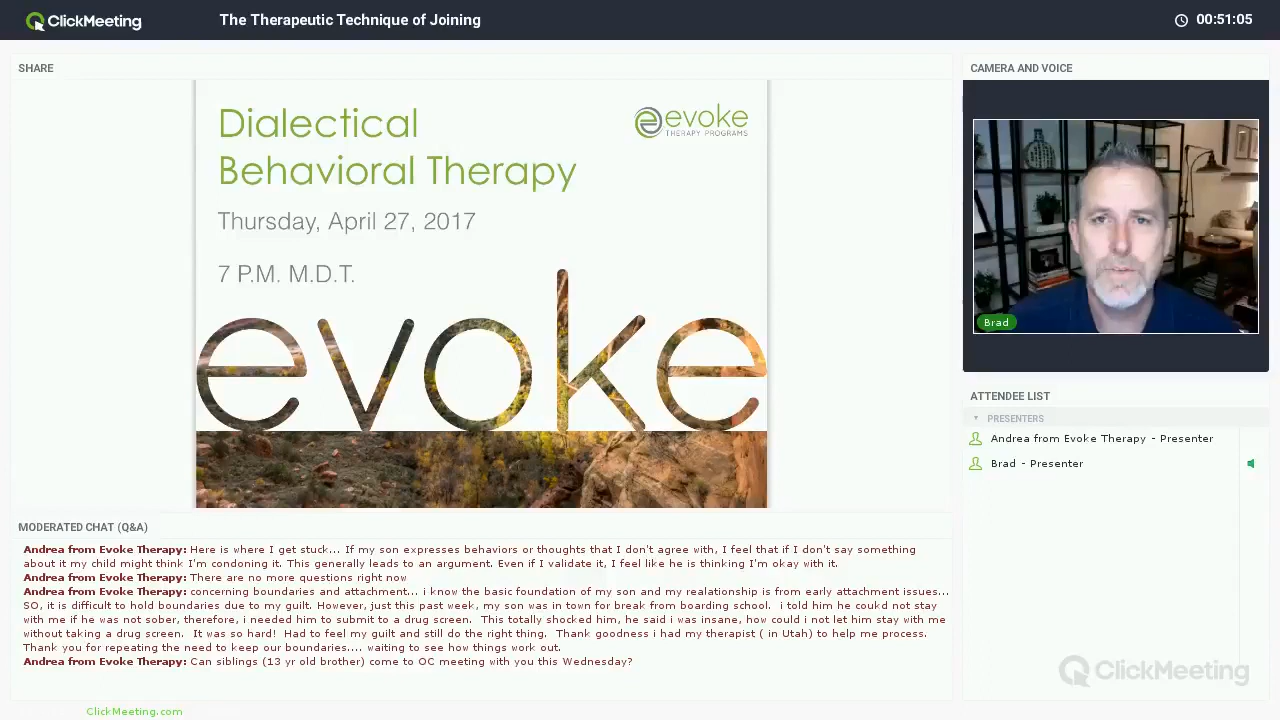 ClickMeeting
The Therapeutic Technique of Joining
00:51:05
SHARE
Dialectical
Behavioral Therapy
evoke
THERAPY PROGRAMS
Thursday, April 27, 2017
7 P.M. M.D.T.
evoke
CAMERA AND VOICE
Brad
ATTENDEE LIST
PRESENTERS
Andrea from Evoke Therapy - Presenter
Brad - Presenter
MODERATED CHAT (Q&A)
Andrea from Evoke Therapy: Here is where I get stuck... If my son expresses behaviors or thoughts that I don't agree with, I feel that if I don't say something
about it my child might think I'm condoning it. This generally leads to an argument. Even if I validate it, I feel like he is thinking I'm okay with it.
Andrea from Evoke Therapy: There are no more questions right now
Andrea from Evoke Therapy: concerning boundaries and attachment... i know the basic foundation of my son and my realationship is from early attachment issues...
SO, it is difficult to hold boundaries due to my guilt. However, just this past week, my son was in town for break from boarding school.  i told him he coukd not stay
with me if he was not sober, therefore, i needed him to submit to a drug screen.  This totally shocked him, he said i was insane, how could i not let him stay with me
without taking a drug screen.  It was so hard!  Had to feel my guilt and still do the right thing.  Thank goodness i had my therapist ( in Utah) to help me process.
Thank you for repeating the need to keep our boundaries.... waiting to see how things work out.
Andrea from Evoke Therapy: Can siblings (13 yr old brother) come to OC meeting with you this Wednesday?
ClickMeeting
ClickMeeting.com